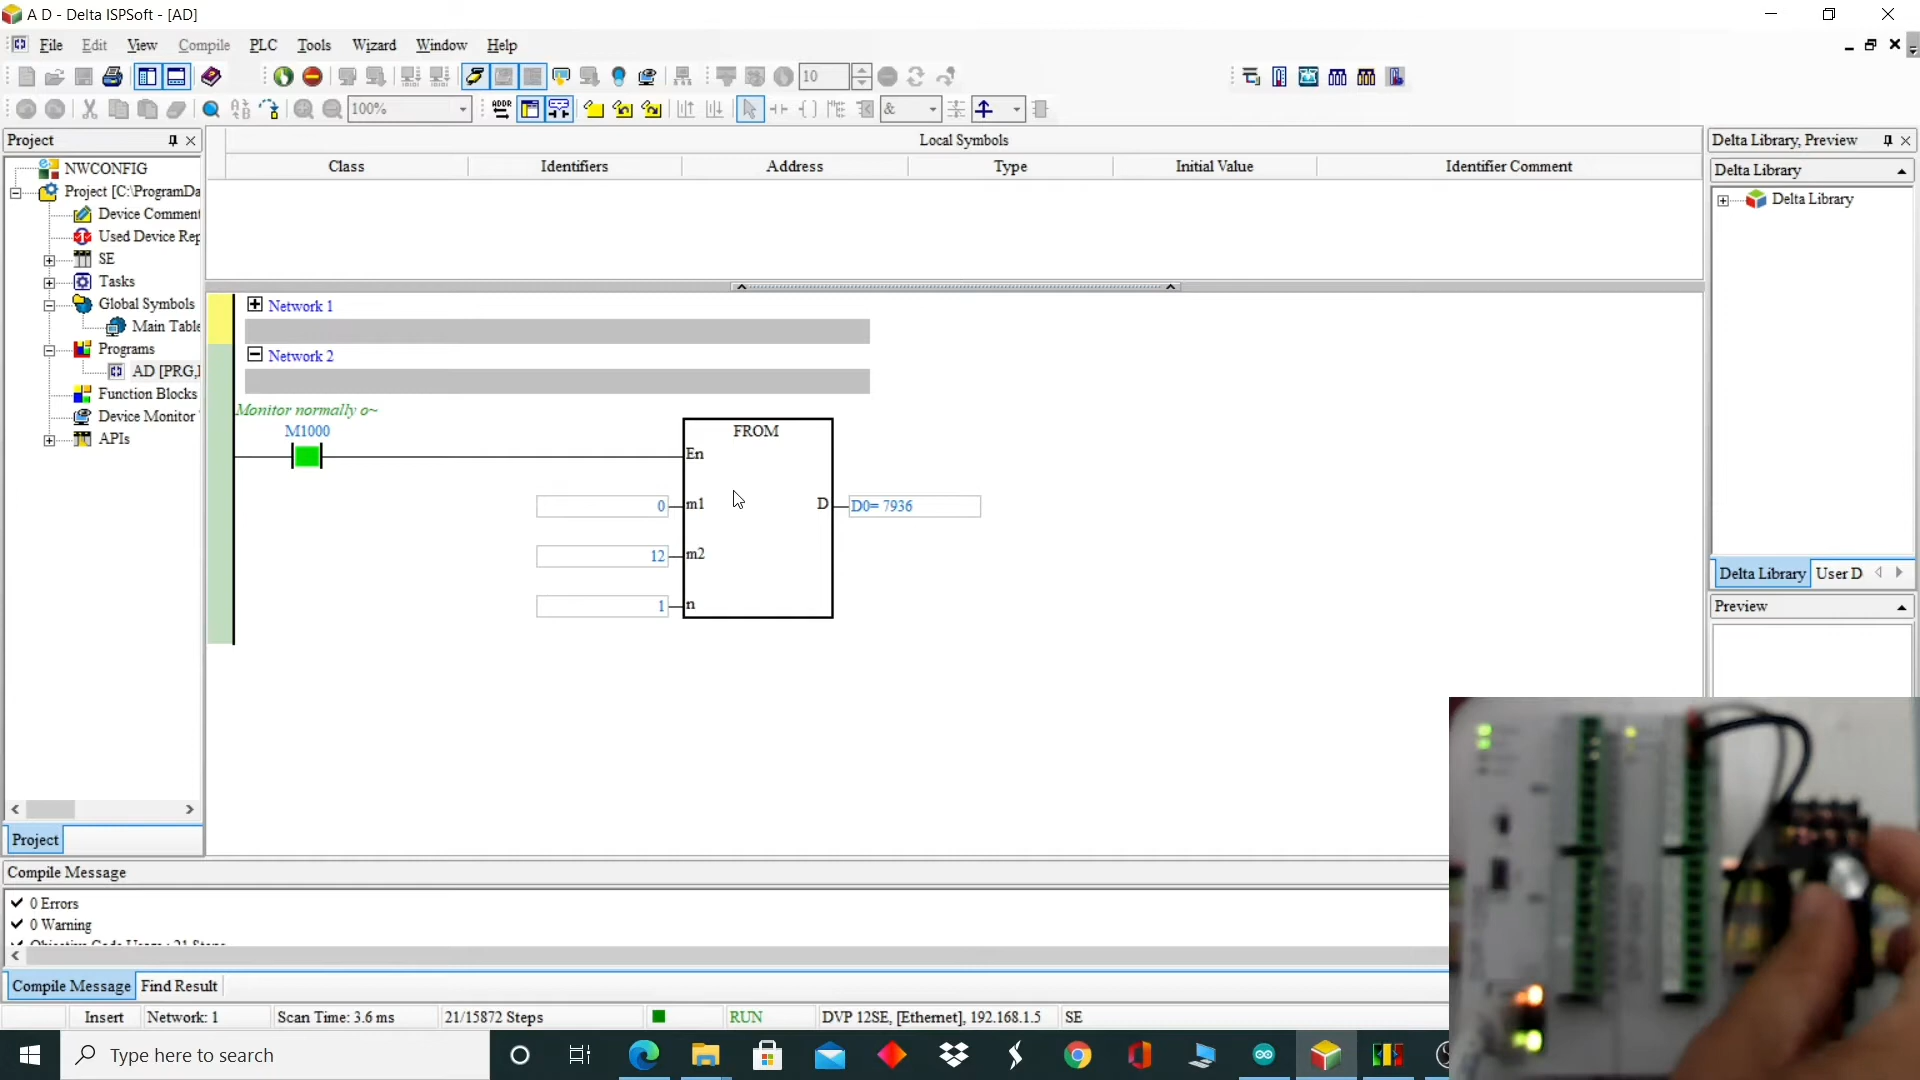 A D - Delta ISPSoft - [AD]
File Edit View Compile PLC Tools Wizard Window Help
10
100% ADDR &
Project
NWCONFIG
Project [C:\ProgramDa
Device Comment
Used Device Rep
SE
Tasks
Global Symbols
Main Table
Programs
AD [PRG,
Function Blocks
Device Monitor
APIs
Project
Local Symbols
Class Identifiers Address Type Initial Value Identifier Comment
Network 1
Network 2
Monitor normally o~
M1000
FROM
En
0 m1 D D0= 7936
12 m2
1 n
Delta Library, Preview
Delta Library
Delta Library
Delta Library User D
Preview
Compile Message
0 Errors
0 Warning
Compile Message Find Result
Insert Network: 1 Scan Time: 3.6 ms 21/15872 Steps RUN DVP 12SE, [Ethernet], 192.168.1.5 SE
Type here to search